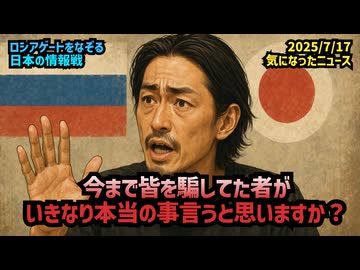 ロシアゲートをなぞる
日本の情報戦
2025/7/17
気になったニュース
今まで皆を騙してた者が
いきなり本当の事言うと思いますか？